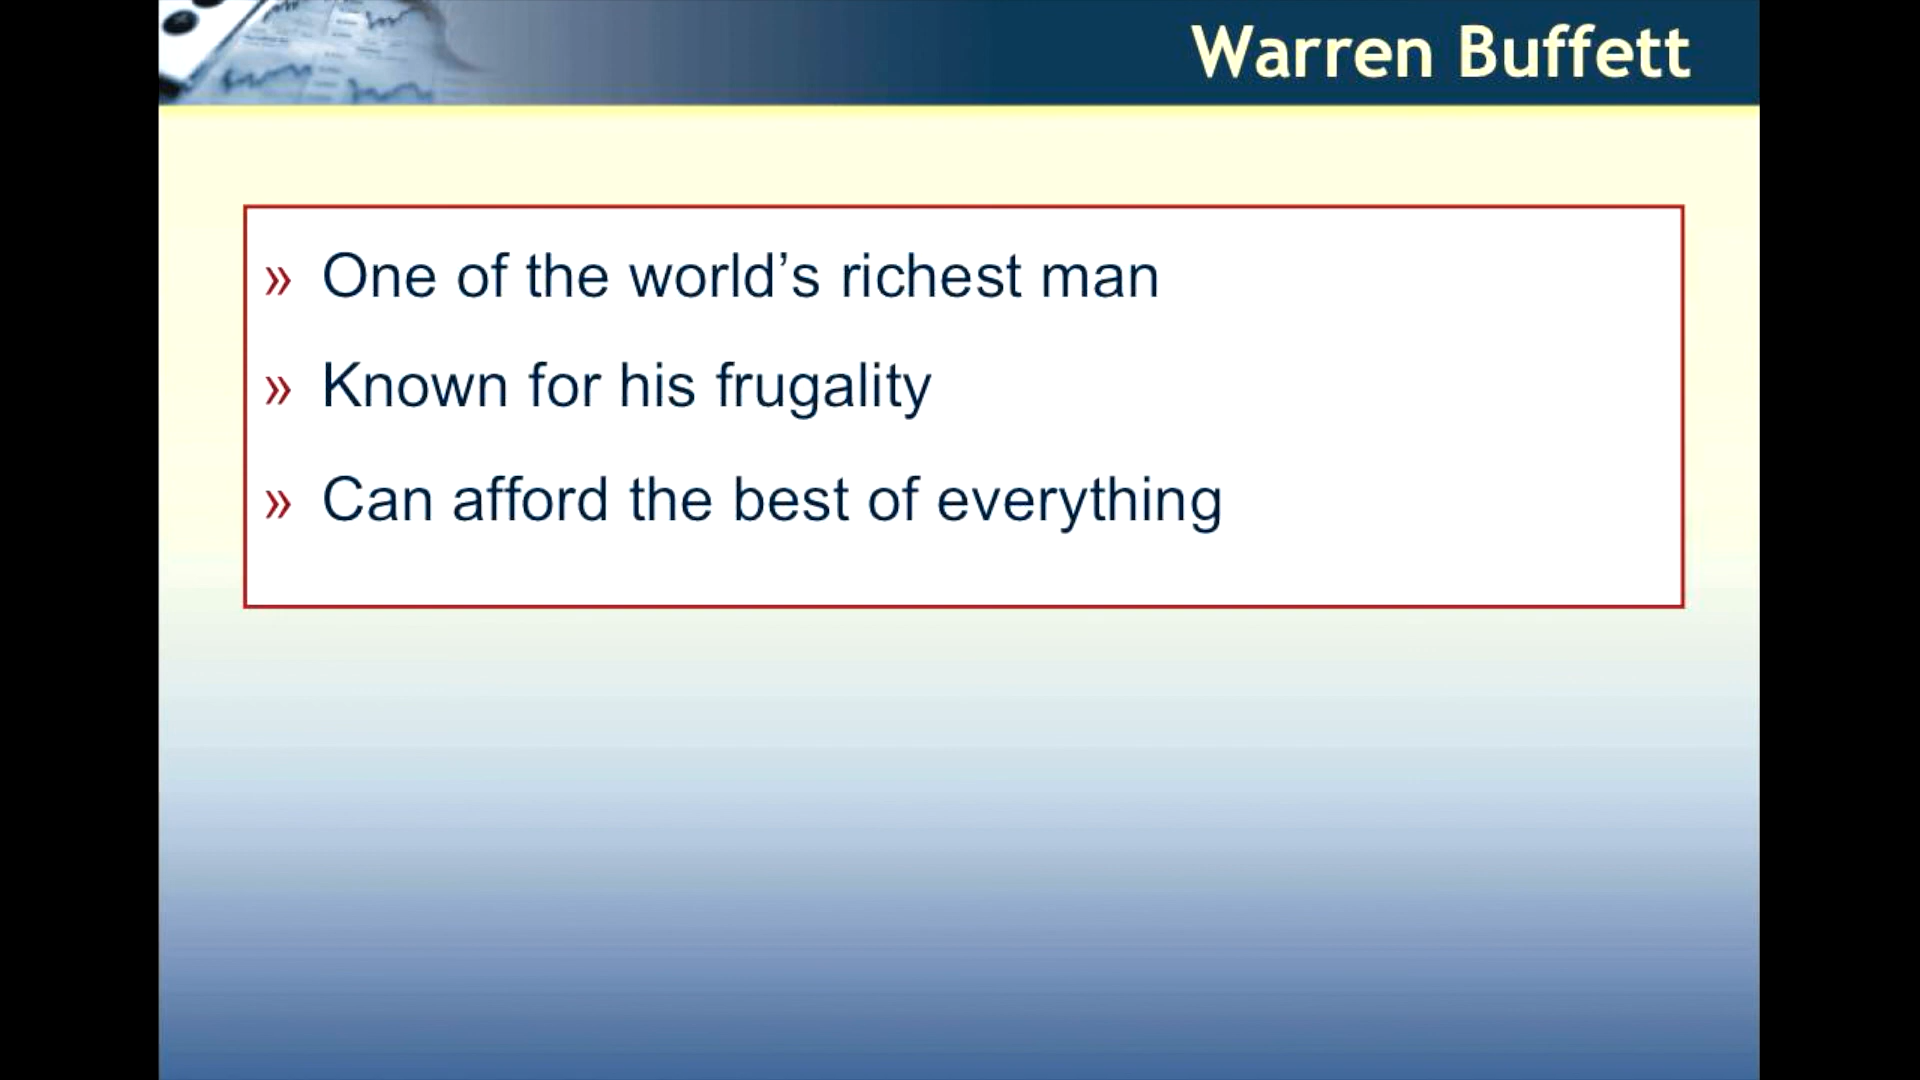 Warren Buffett
» One of the world’s richest man
» Known for his frugality
» Can afford the best of everything